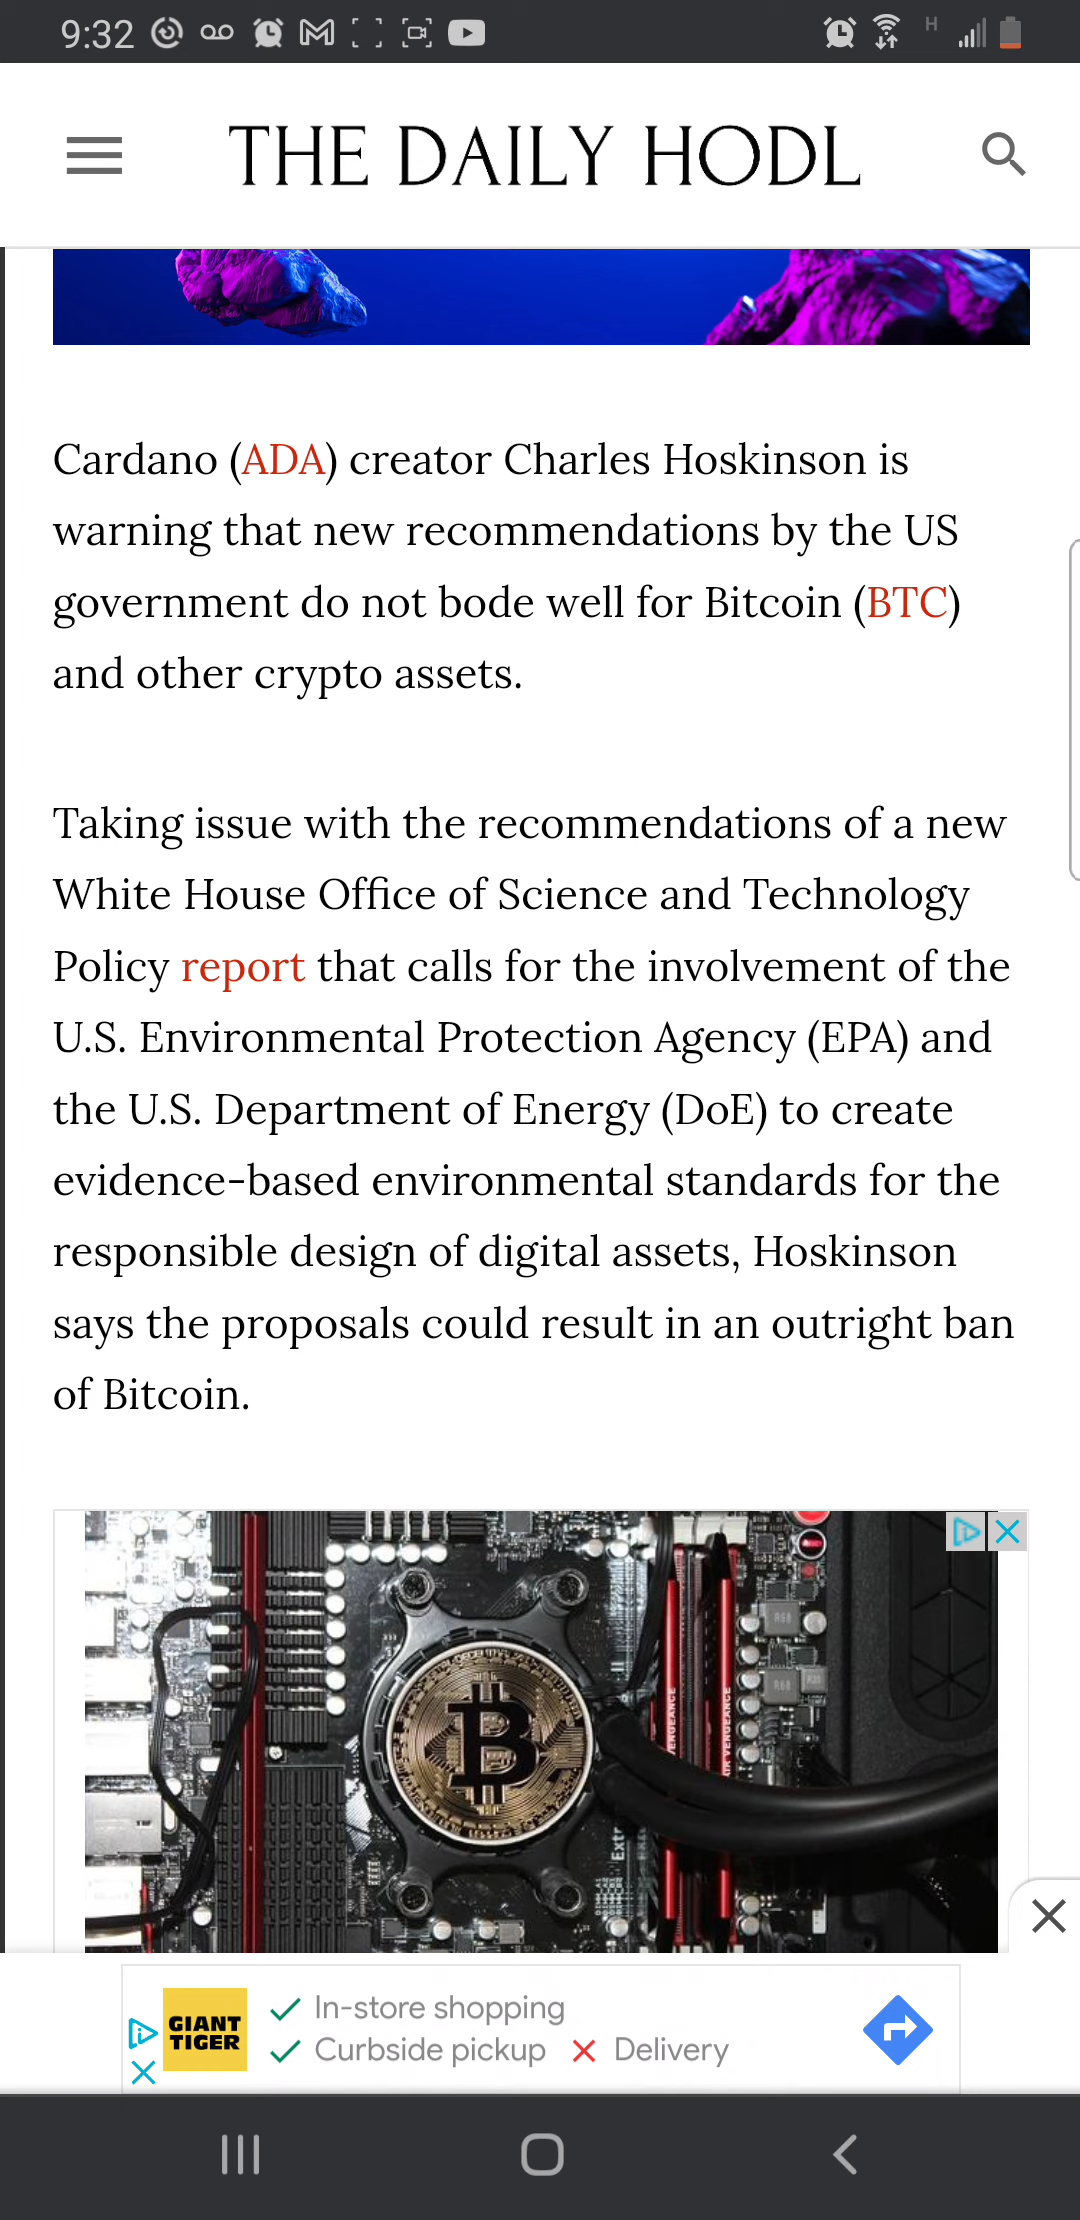 9:32
H
THE DAILY HODL
Cardano (ADA) creator Charles Hoskinson is
warning that new recommendations by the US
government do not bode well for Bitcoin (BTC)
and other crypto assets.
Taking issue with the recommendations of a new
White House Office of Science and Technology
Policy report that calls for the involvement of the
U.S. Environmental Protection Agency (EPA) and
the U.S. Department of Energy (DoE) to create
evidence-based environmental standards for the
responsible design of digital assets, Hoskinson
says the proposals could result in an outright ban
of Bitcoin.
R68
R68
VENGEANCE
VENGEANCE
GIANT
TIGER
In-store shopping
Curbside pickup
Delivery